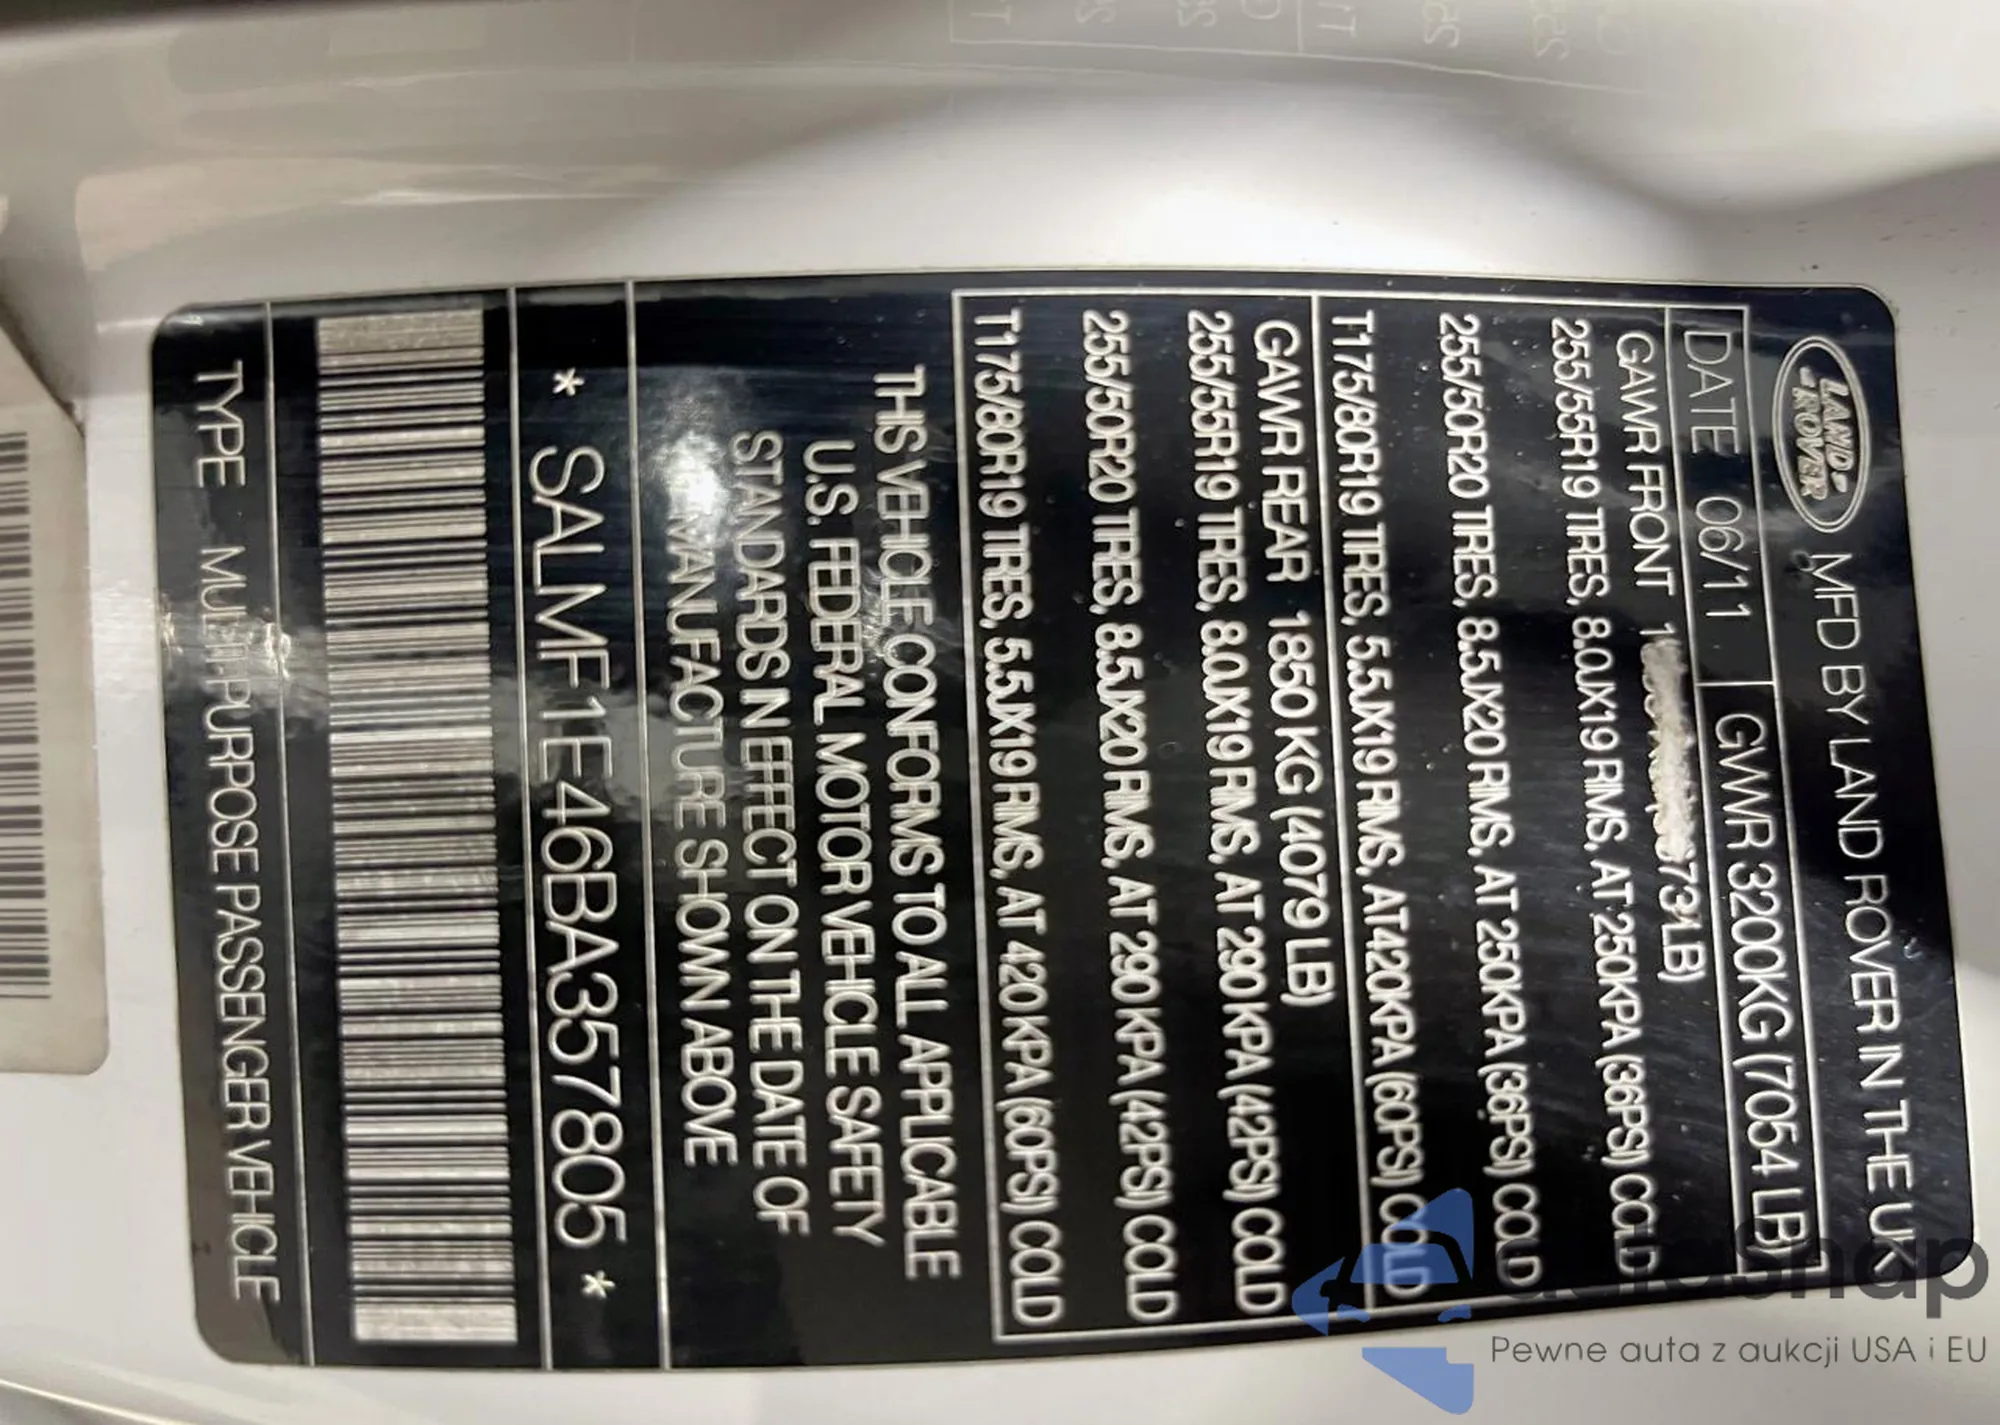 LAND
ROVER
MFD BY LAND ROVER IN THE UK
DATE 06/11 GWWR 3200KG (7054 LB)
GAWR FRONT
255/55R19 TIRES, 8.0JX19 RIMS, AT 250KPA (36PSI) COLD
255/50R20 TIRES, 8.5JX20 RIMS, AT 250KPA (36PSI) COLD
T175/80R19 TIRES, 5.5JX19 RIMS, AT 420KPA (60PSI) COLD
GAWR REAR 1850 KG (4079 LB)
255/55R19 TIRES, 8.0JX19 RIMS, AT 290 KPA (42PSI) COLD
255/50R20 TIRES, 8.5JX20 RIMS, AT 290 KPA (42PSI) COLD
T175/80R19 TIRES, 5.5JX19 RIMS, AT 420 KPA (60PSI) COLD
THIS VEHICLE CONFORMS TO ALL APPLICABLE
U.S. FEDERAL MOTOR VEHICLE SAFETY
STANDARDS IN EFFECT ON THE DATE OF
MANUFACTURE SHOWN ABOVE
* SALMF1E46BA357805 *
TYPE MULTIPURPOSE PASSENGER VEHICLE
Pewne auta z aukcji USA i EU